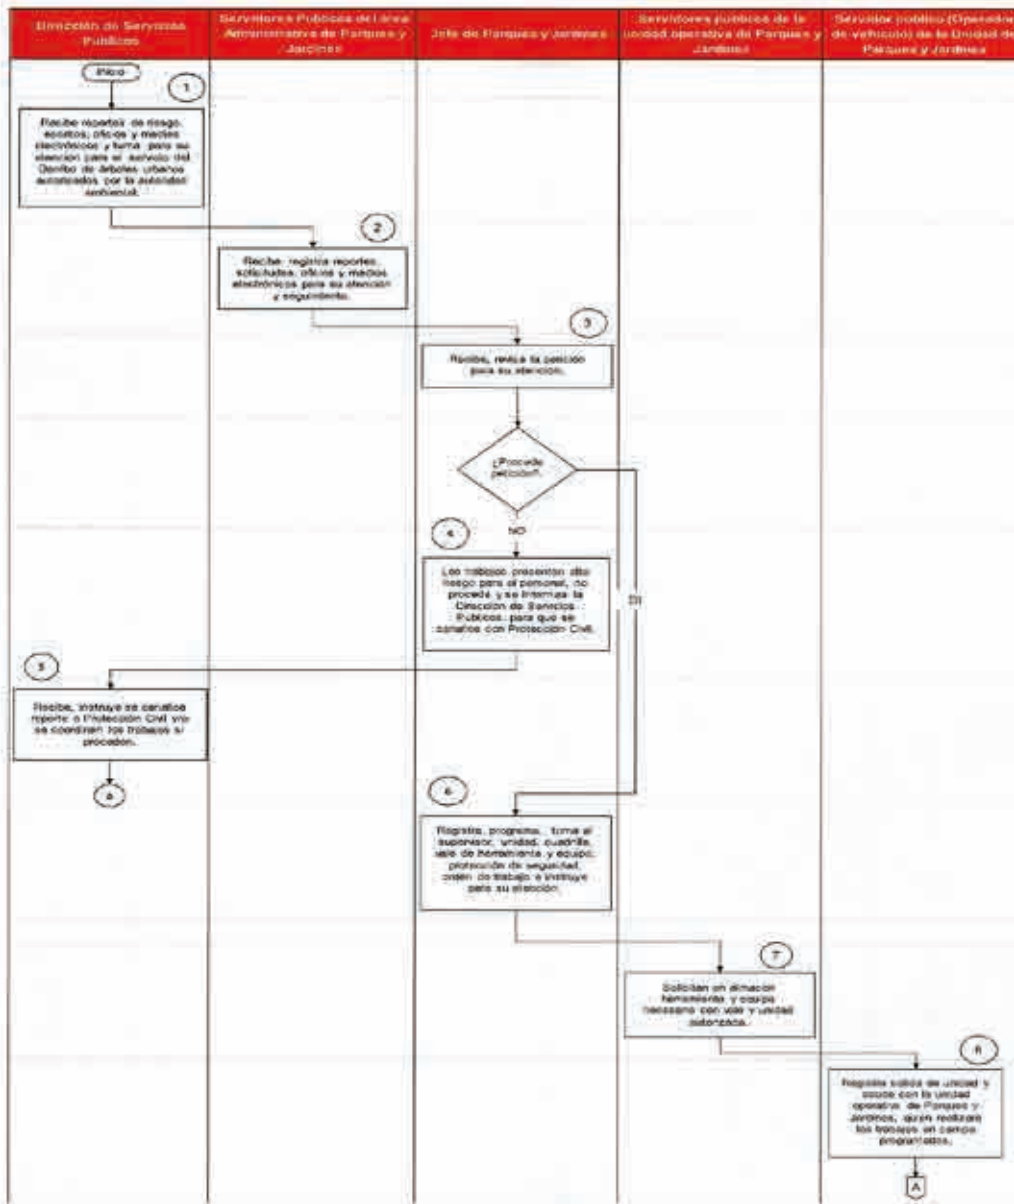 Dirección de Servicios
Públicos
Servidores Públicos del área
Administrativa de Parques y
Jardines
Jefe de Parques y Jardines
Servidores públicos de la
unidad operativa de Parques y
Jardines
Servidor público (Operador
de vehículo) de la Unidad de
Parques y Jardines
Inicio
1
Recibe reportes de riesgo,
escritos, oficios y medios
electrónicos y turna para su
atención para el servicio del
Derribo de árboles urbanos
autorizados por la autoridad
ambiental.
2
Recibe, registra reportes,
solicitudes, oficios y medios
electrónicos para su atención
y seguimiento.
3
Recibe, revisa la petición
para su atención.
¿Procede
petición?
NO
4
Los trabajos presentan alto
riesgo para el personal, no
procede y se informa a la
Dirección de Servicios
Públicos para que se
canalice con Protección Civil.
5
Recibe, instruye se canalice
reporte a Protección Civil y/o
se coordinen los trabajos si
proceden.
6
Registra, programa, turna al
supervisor, unidad, cuadrilla,
vale de herramienta y equipo,
protección de seguridad,
orden de trabajo e instruye
para su atención.
7
Solicitan en almacén
herramienta y equipo
necesario con vale y unidad
autorizada.
8
Registra salida de unidad y
acude con la unidad
operativa de Parques y
Jardines, quien realizará
los trabajos en campo
programados.
A